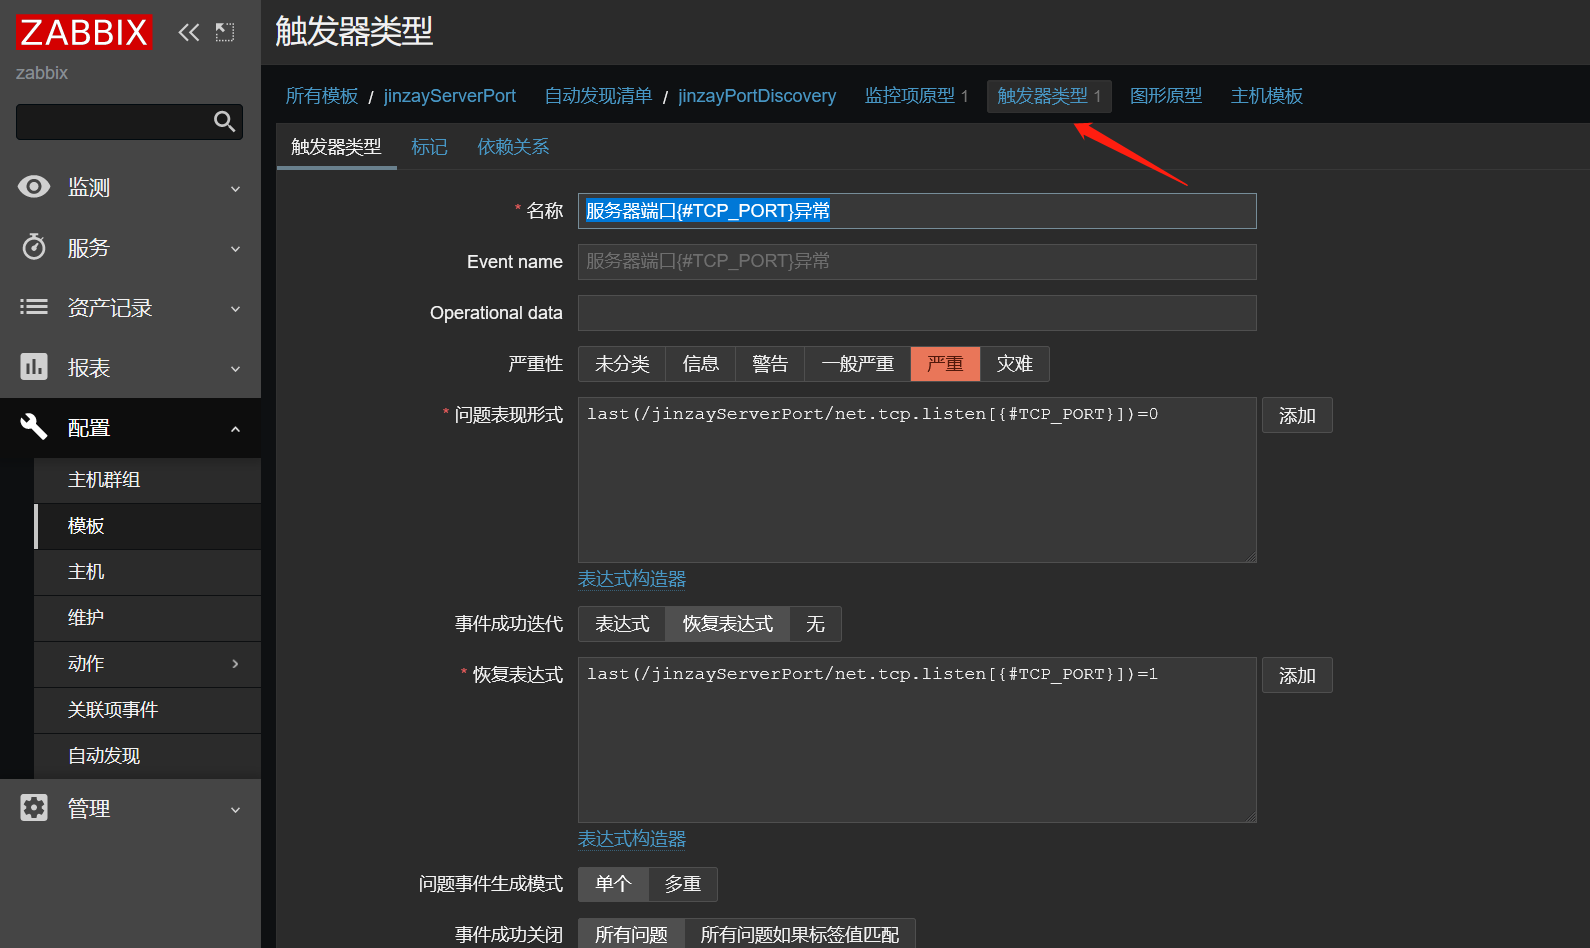 ZABBIX
zabbix
监测
服务
资产记录
报表
配置
主机群组
模板
主机
维护
动作
关联项事件
自动发现
管理
触发器类型
所有模板 / jinzayServerPort 自动发现清单 / jinzayPortDiscovery 监控项原型 1 触发器类型 1 图形原型 主机模板
触发器类型 标记 依赖关系
* 名称 服务器端口{#TCP_PORT}异常
Event name 服务器端口{#TCP_PORT}异常
Operational data
严重性 未分类 信息 警告 一般严重 严重 灾难
* 问题表现形式 last(/jinzayServerPort/net.tcp.listen[{#TCP_PORT}])=0 添加
表达式构造器
事件成功迭代 表达式 恢复表达式 无
* 恢复表达式 last(/jinzayServerPort/net.tcp.listen[{#TCP_PORT}])=1 添加
表达式构造器
问题事件生成模式 单个 多重
事件成功关闭 所有问题 所有问题如果标签值匹配